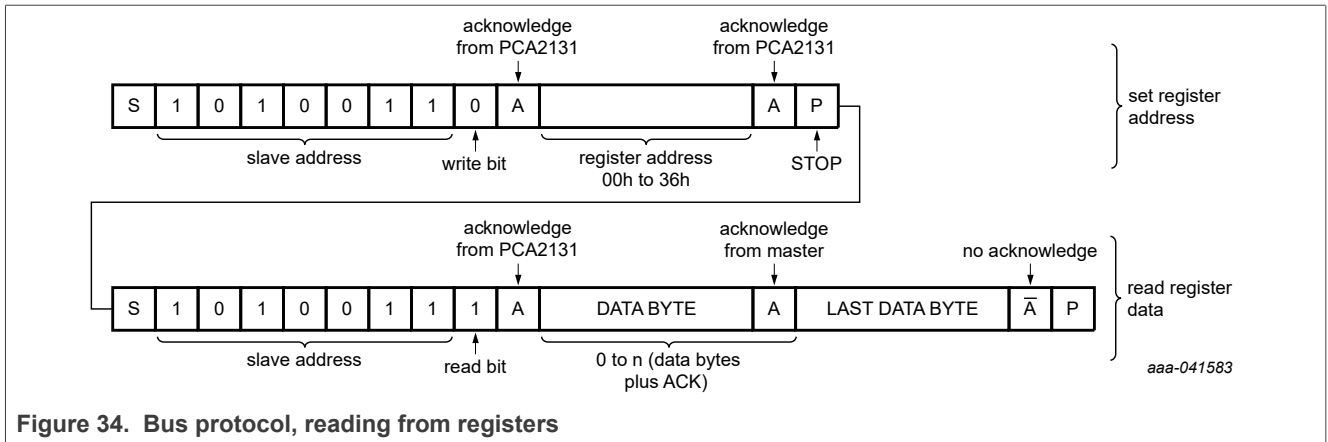 acknowledge acknowledge
from PCA2131 from PCA2131
S 1 0 1 0 0 1 1 0 A A P
set register
address
slave address write bit register address STOP
00h to 36h
acknowledge acknowledge
from PCA2131 from master no acknowledge
S 1 0 1 0 0 1 1 1 A DATA BYTE A LAST DATA BYTE A̅ P
read register
data
slave address read bit 0 to n (data bytes
plus ACK)
aaa-041583
Figure 34. Bus protocol, reading from registers